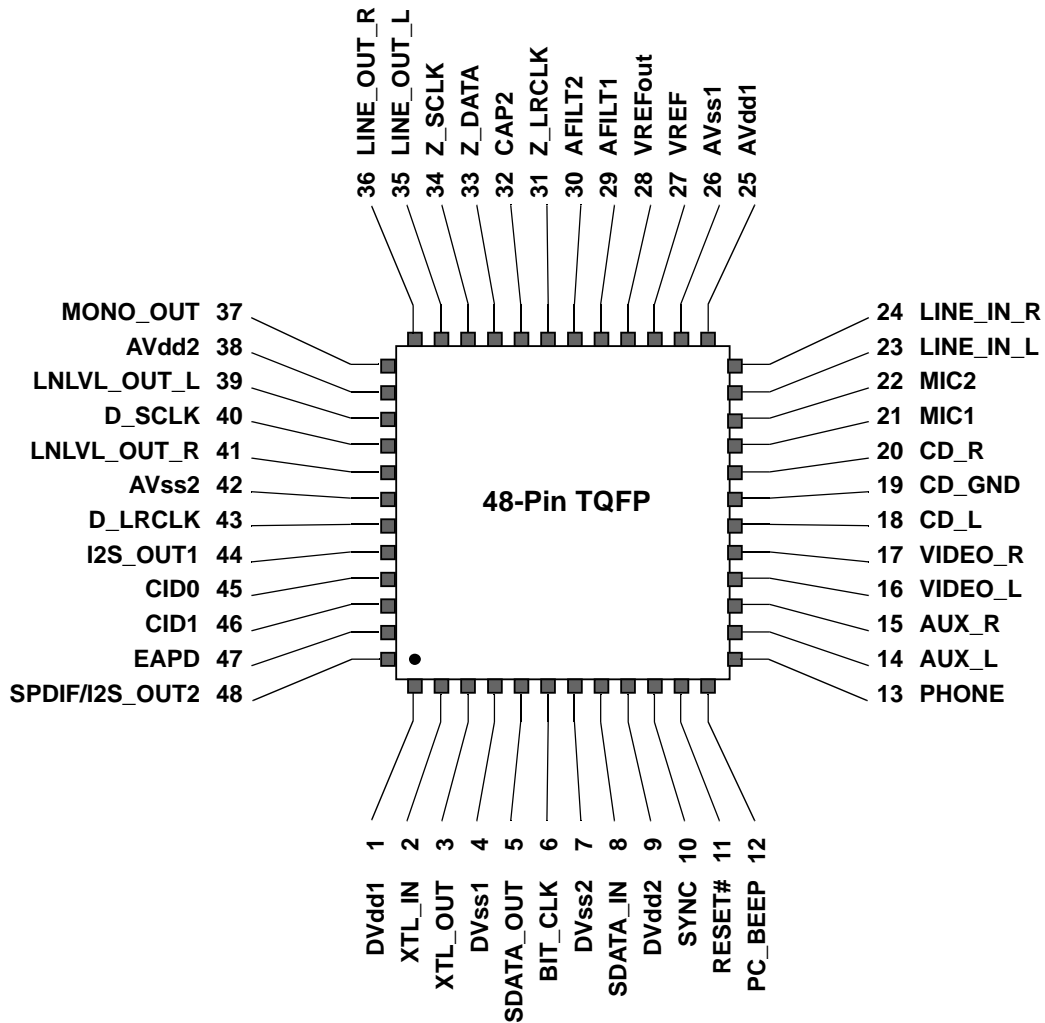 36 LINE_OUT_R
35 LINE_OUT_L
34 Z_SCLK
33 Z_DATA
32 CAP2
31 Z_LRCLK
30 AFILT2
29 AFILT1
28 VREFout
27 VREF
26 AVss1
25 AVdd1
MONO_OUT 37
AVdd2 38
LNLVL_OUT_L 39
D_SCLK 40
LNLVL_OUT_R 41
AVss2 42
D_LRCLK 43
I2S_OUT1 44
CID0 45
CID1 46
EAPD 47
SPDIF/I2S_OUT2 48
48-Pin TQFP
24 LINE_IN_R
23 LINE_IN_L
22 MIC2
21 MIC1
20 CD_R
19 CD_GND
18 CD_L
17 VIDEO_R
16 VIDEO_L
15 AUX_R
14 AUX_L
13 PHONE
DVdd1 1
XTL_IN 2
XTL_OUT 3
DVss1 4
SDATA_OUT 5
BIT_CLK 6
DVss2 7
SDATA_IN 8
DVdd2 9
SYNC 10
RESET# 11
PC_BEEP 12